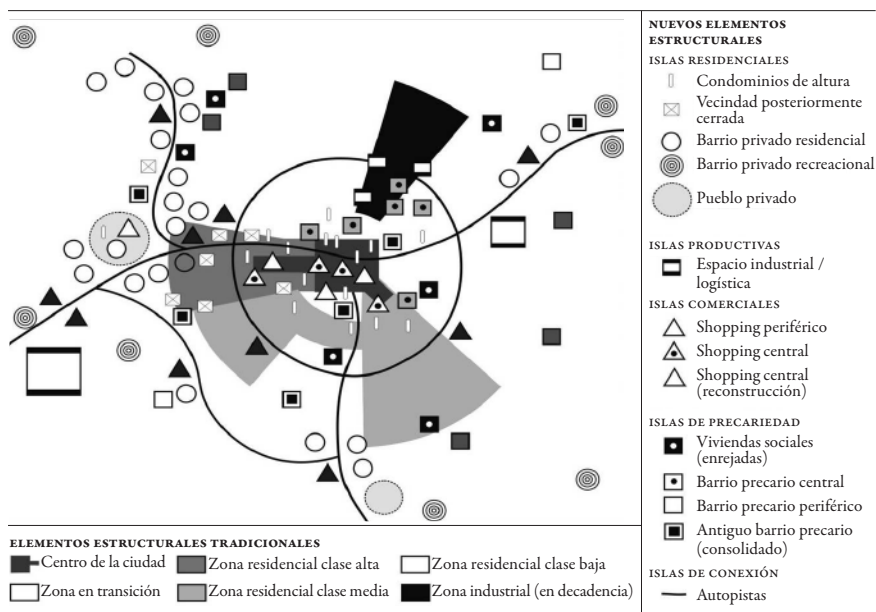 NUEVOS ELEMENTOS
ESTRUCTURALES
ISLAS RESIDENCIALES
Condominios de altura
Vecindad posteriormente
cerrada
Barrio privado residencial
Barrio privado recreacional
Pueblo privado
ISLAS PRODUCTIVAS
Espacio industrial /
logística
ISLAS COMERCIALES
Shopping periférico
Shopping central
Shopping central
(reconstrucción)
ISLAS DE PRECARIEDAD
Viviendas sociales
(enrejadas)
Barrio precario central
Barrio precario periférico
Antiguo barrio precario
(consolidado)
ISLAS DE CONEXIÓN
Autopistas
ELEMENTOS ESTRUCTURALES TRADICIONALES
Centro de la ciudad
Zona residencial clase alta
Zona residencial clase baja
Zona en transición
Zona residencial clase media
Zona industrial (en decadencia)